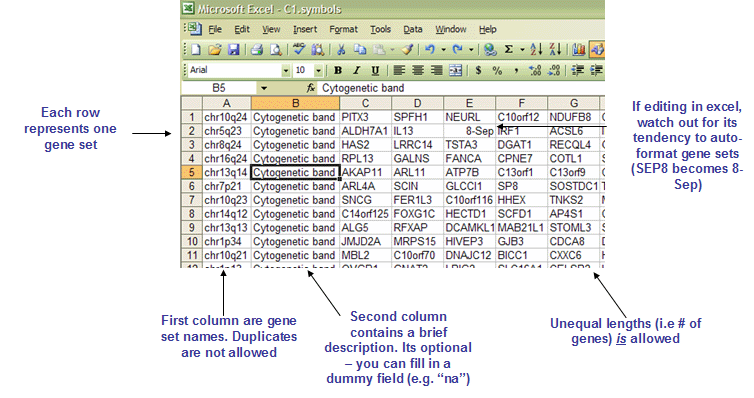 Microsoft Excel - C1.symbols
File Edit View Insert Format Tools Data Window Help
Arial 10 B I U $ % ,
B5 fx Cytogenetic band
A B C D E F G
1 chr10q24 Cytogenetic band PITX3 SPFH1 NEURL C10orf12 NDUFB8
2 chr5q23 Cytogenetic band ALDH7A1 IL13 8-Sep IRF1 ACSL6
3 chr8q24 Cytogenetic band HAS2 LRRC14 TSTA3 DGAT1 RECQL4
4 chr16q24 Cytogenetic band RPL13 GALNS FANCA CPNE7 COTL1
5 chr13q14 Cytogenetic band AKAP11 ARL11 ATP7B C13orf1 C13orf9
6 chr7p21 Cytogenetic band ARL4A SCIN GLCCI1 SP8 SOSTDC1
7 chr10q23 Cytogenetic band SNCG FER1L3 C10orf116 HHEX TNKS2
8 chr14q12 Cytogenetic band C14orf125 FOXG1C HECTD1 SCFD1 AP4S1
9 chr13q13 Cytogenetic band ALG5 RFXAP DCAMKL1 MAB21L1 STOML3
10 chr1p34 Cytogenetic band JMJD2A MRPS15 HIVEP3 GJB3 CDCA8
11 chr10q21 Cytogenetic band MBL2 C10orf70 DNAJC12 BICC1 CXXC6
Each row
represents one
gene set
If editing in excel,
watch out for its
tendency to auto-
format gene sets
(SEP8 becomes 8-
Sep)
First column are gene
set names. Duplicates
are not allowed
Second column
contains a brief
description. Its optional
– you can fill in a
dummy field (e.g. “na”)
Unequal lengths (i.e # of
genes) is allowed